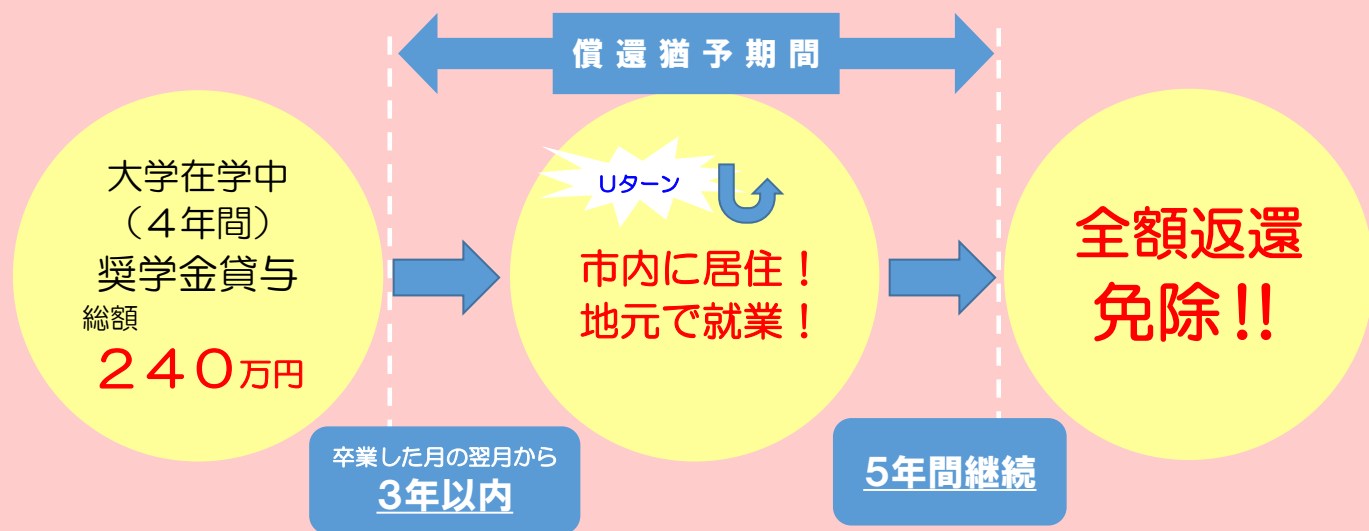 償還猶予期間
大学在学中
（４年間）
奨学金貸与
総額
２４０万円
Uターン
市内に居住！
地元で就業！
全額返還
免除!!
卒業した月の翌月から
3年以内
5年間継続